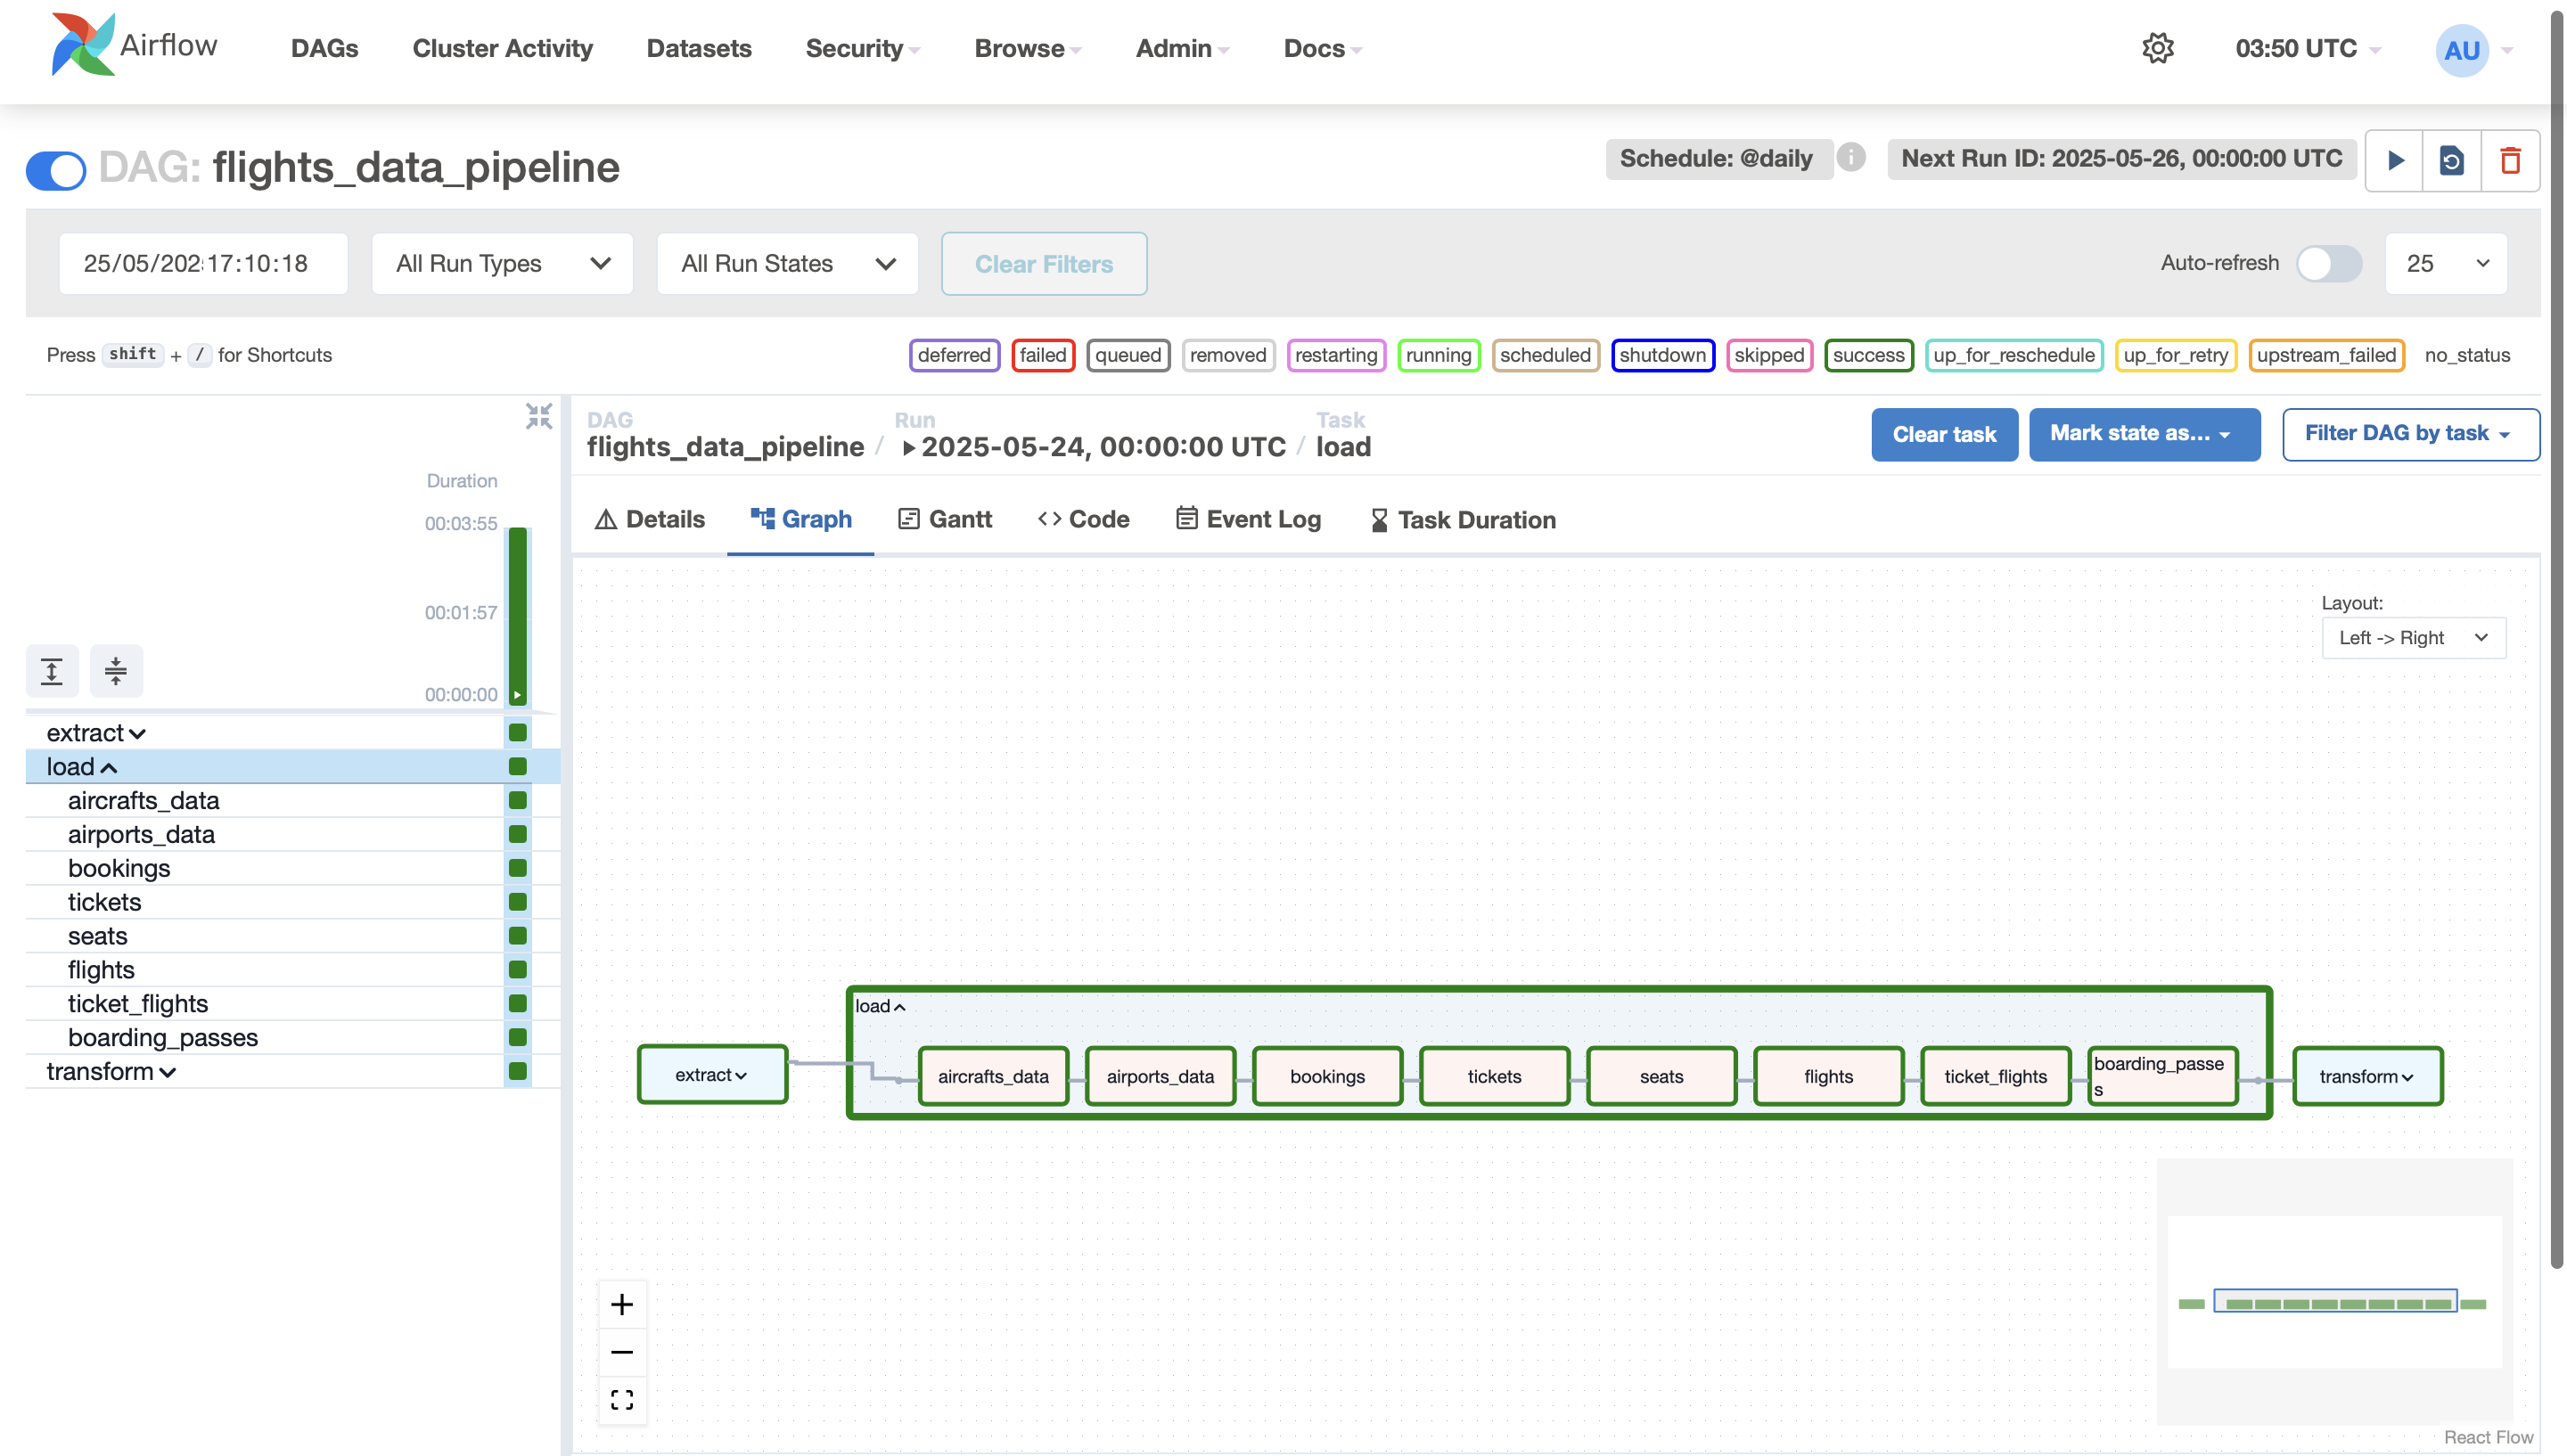 Airflow DAGs Cluster Activity Datasets Security Browse Admin Docs 03:50 UTC AU
DAG: flights_data_pipeline Schedule: @daily i Next Run ID: 2025-05-26, 00:00:00 UTC
25/05/202 17:10:18 All Run Types All Run States Clear Filters Auto-refresh 25
Press shift + / for Shortcuts deferred failed queued removed restarting running scheduled shutdown skipped success up_for_reschedule up_for_retry upstream_failed no_status
Duration
00:03:55
00:01:57
00:00:00
extract
load
aircrafts_data
airports_data
bookings
tickets
seats
flights
ticket_flights
boarding_passes
transform
DAG Run Task
flights_data_pipeline / 2025-05-24, 00:00:00 UTC / load
Clear task Mark state as... Filter DAG by task
Details Graph Gantt Code Event Log Task Duration
Layout:
Left -> Right
load
extract aircrafts_data airports_data bookings tickets seats flights ticket_flights boarding_passe
s
transform
React Flow